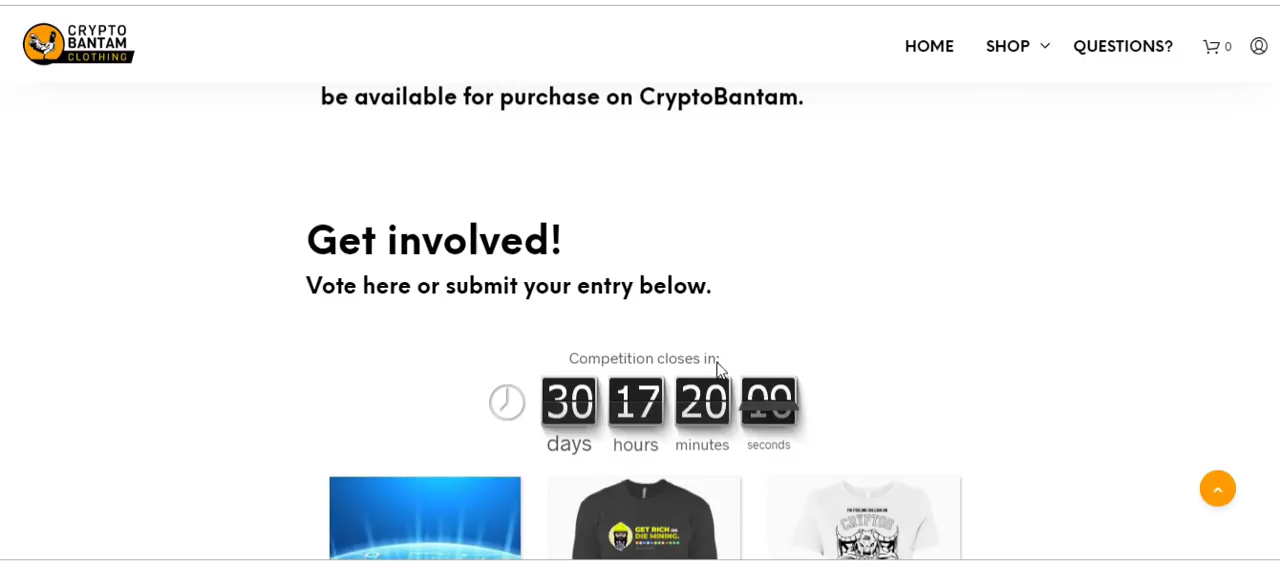 CRYPTO
BANTAM
CLOTHING
HOME
SHOP
QUESTIONS?
0
be available for purchase on CryptoBantam.
Get involved!
Vote here or submit your entry below.
Competition closes in:
30 17 20
days hours minutes seconds
GET RICH OR
DIE MINING.
CRYPTOS